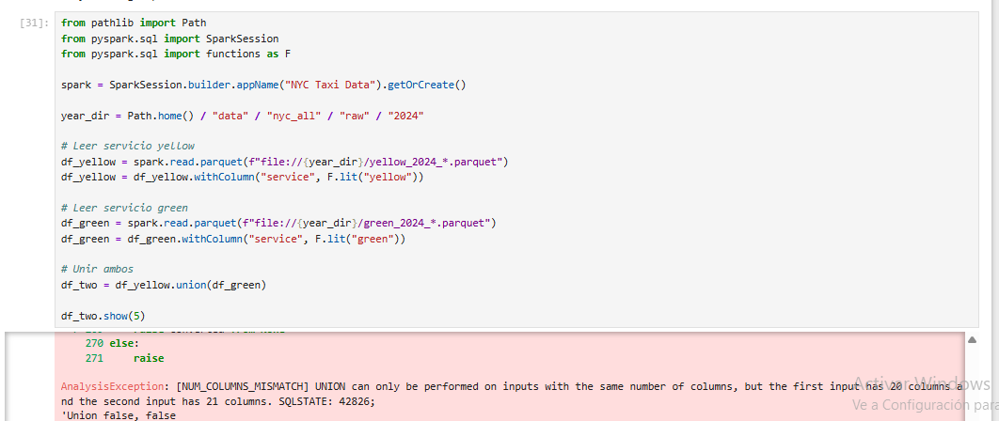 [31]:
from pathlib import Path
from pyspark.sql import SparkSession
from pyspark.sql import functions as F
spark = SparkSession.builder.appName("NYC Taxi Data").getOrCreate()
year_dir = Path.home() / "data" / "nyc_all" / "raw" / "2024"
# Leer servicio yellow
df_yellow = spark.read.parquet(f"file://{year_dir}/yellow_2024_*.parquet")
df_yellow = df_yellow.withColumn("service", F.lit("yellow"))
# Leer servicio green
df_green = spark.read.parquet(f"file://{year_dir}/green_2024_*.parquet")
df_green = df_green.withColumn("service", F.lit("green"))
# Unir ambos
df_two = df_yellow.union(df_green)
df_two.show(5)
270 else:
271     raise
AnalysisException: [NUM_COLUMNS_MISMATCH] UNION can only be performed on inputs with the same number of columns, but the first input has 20 columns a
nd the second input has 21 columns. SQLSTATE: 42826;
'Union false, false
Activar Windows
Ve a Configuración para